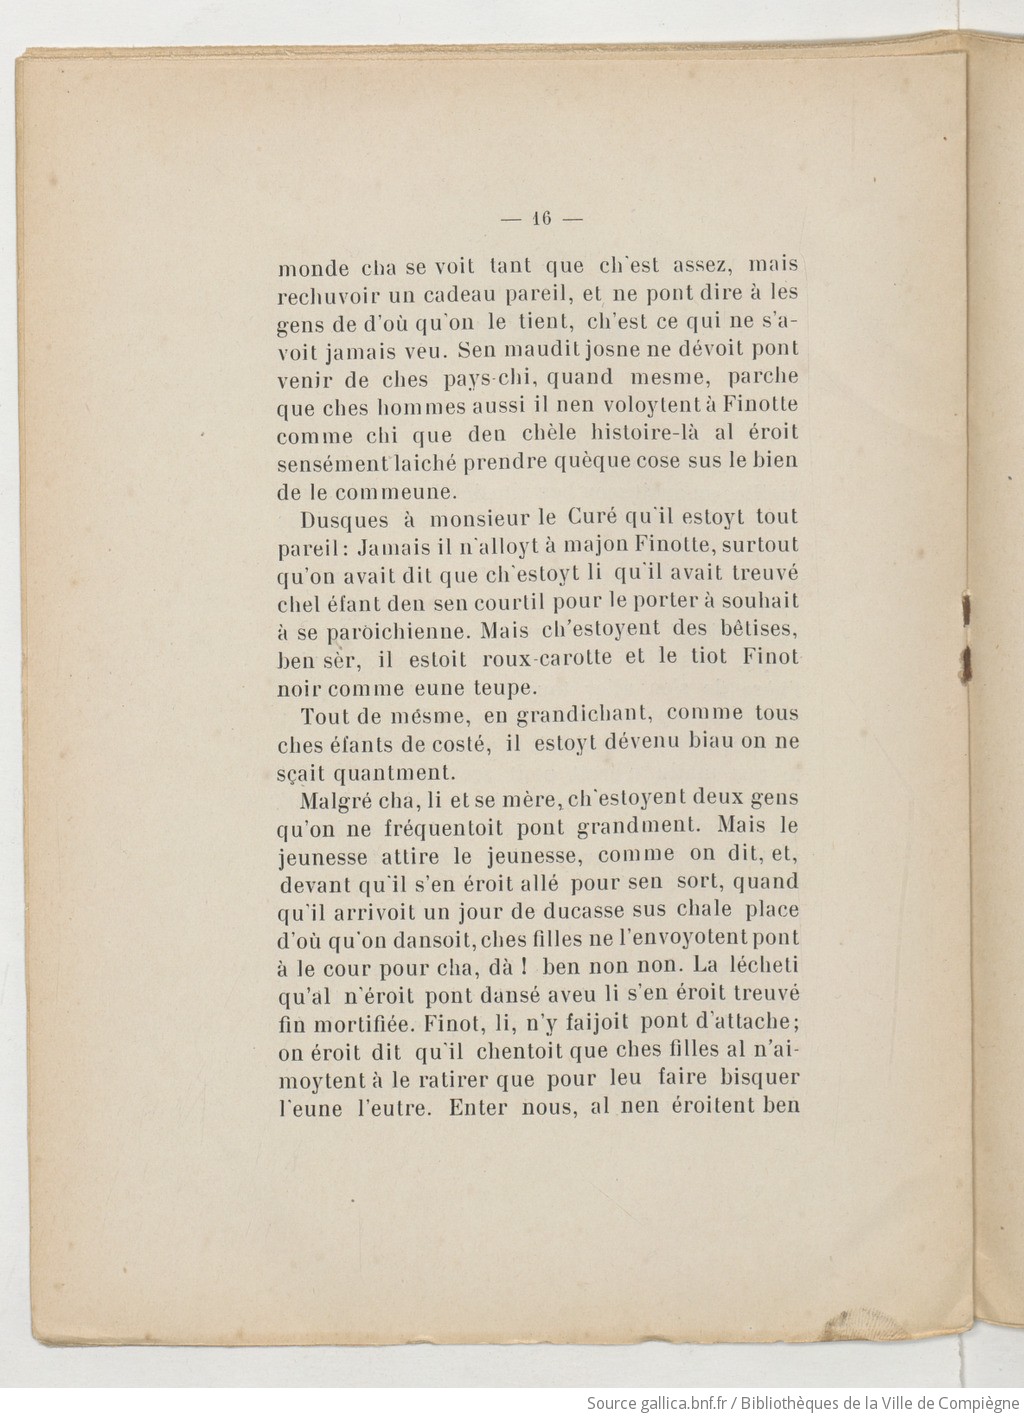 — 16 —
monde cha se voit tant que ch'est assez, mais
rechuvoir un cadeau pareil, et ne pont dire à les
gens de d'où qu'on le tient, ch'est ce qui ne s'a-
voit jamais veu. Sen maudit josne ne dévoit pont
venir de ches pays-chi, quand mesme, parche
que ches hommes aussi il nen voloytent à Finotte
comme chi que den chèle histoire-là al éroit
sensément laiché prendre quèque cose sus le bien
de le commeune.
Dusques à monsieur le Curé qu'il estoyt tout
pareil : Jamais il n'alloyt à majon Finotte, surtout
qu'on avait dit que ch'estoyt li qu'il avait treuvé
chel éfant den sen courtil pour le porter à souhait
à se paroichienne. Mais ch'estoyent des bêtises,
ben sèr, il estoit roux-carotte et le tiot Finot
noir comme eune teupe.
Tout de mésme, en grandichant, comme tous
ches éfants de costé, il estoyt dévenu biau on ne
sçait quantment.
Malgré cha, li et se mère, ch'estoyent deux gens
qu'on ne fréquentoit pont grandment. Mais le
jeunesse attire le jeunesse, comme on dit, et,
devant qu'il s'en éroit allé pour sen sort, quand
qu'il arrivoit un jour de ducasse sus chale place
d'où qu'on dansoit, ches filles ne l'envoyotent pont
à le cour pour cha, dà ! ben non non. La lécheti
qu'al n'éroit pont dansé aveu li s'en éroit treuvé
fin mortifiée. Finot, li, n'y faijoit pont d'attache;
on éroit dit qu'il chentoit que ches filles al n'ai-
moytent à le ratirer que pour leu faire bisquer
l'eune l'eutre. Enter nous, al nen éroitent ben
Source gallica.bnf.fr / Bibliothèques de la Ville de Compiègne